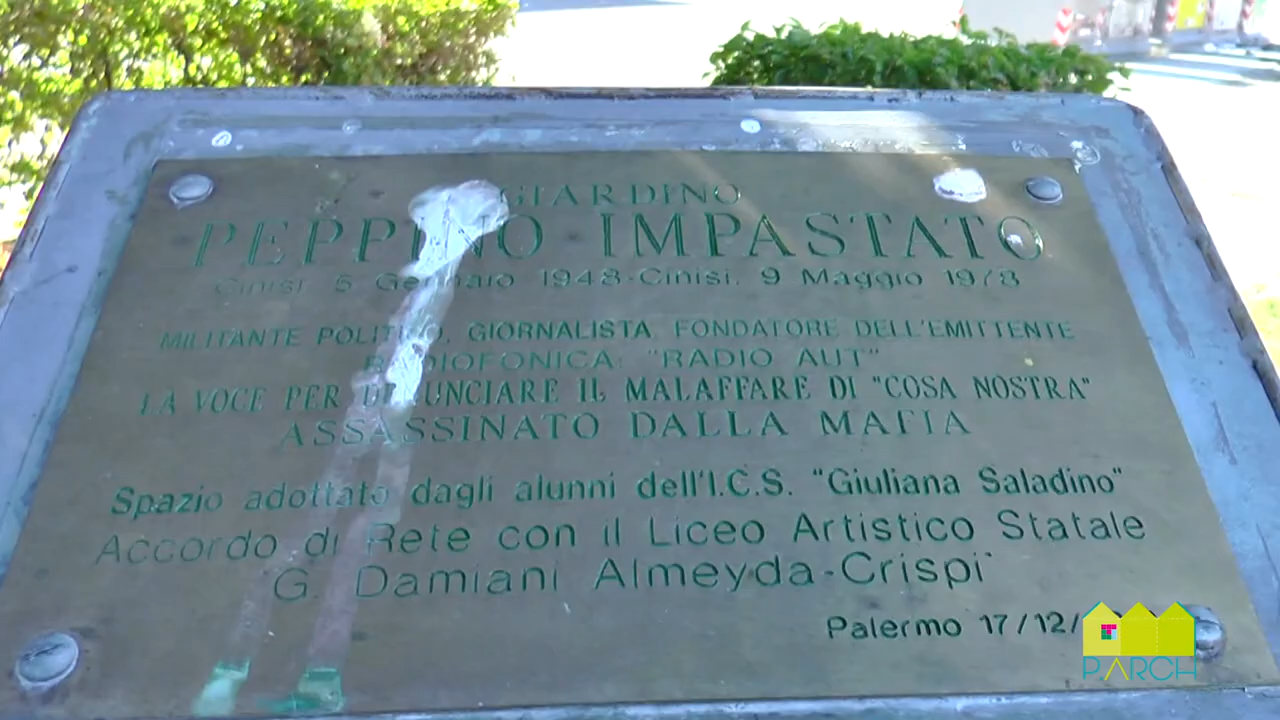 GIARDINO
PEPPINO IMPASTATO
Cinisi 5 Gennaio 1948-Cinisi. 9 Maggio 1978
MILITANTE POLITICO, GIORNALISTA FONDATORE DELL'EMITTENTE
RADIOFONICA: "RADIO AUT"
LA VOCE PER DENUNCIARE IL MALAFFARE DI "COSA NOSTRA"
ASSASSINATO DALLA MAFIA
Spazio adottato dagli alunni dell'I.C.S. "Giuliana Saladino"
Accordo di Rete con il Liceo Artistico Statale
G. Damiani Almeyda-Crispi"
Palermo 17/12/
PARCH